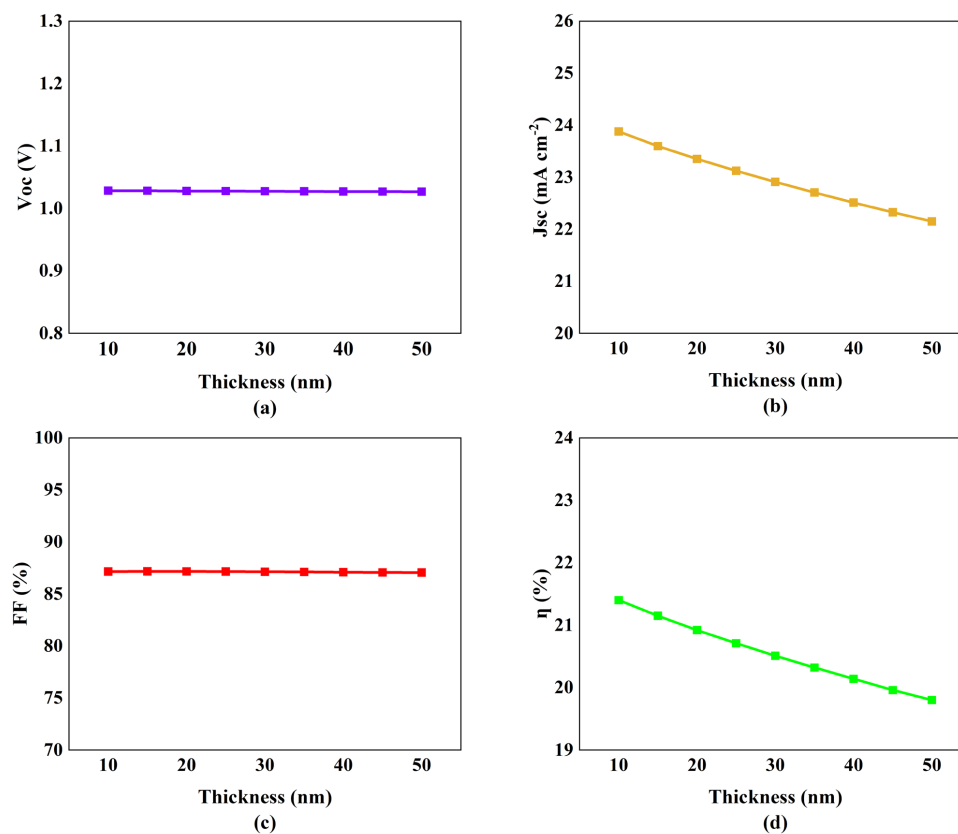 1.3
1.2
1.1
1.0
0.9
0.8
Voc (V)
10 20 30 40 50
Thickness (nm)
(a)
26
25
24
23
22
21
20
Jsc (mA cm-2)
10 20 30 40 50
Thickness (nm)
(b)
100
95
90
85
80
75
70
FF (%)
10 20 30 40 50
Thickness (nm)
(c)
24
23
22
21
20
19
η (%)
10 20 30 40 50
Thickness (nm)
(d)